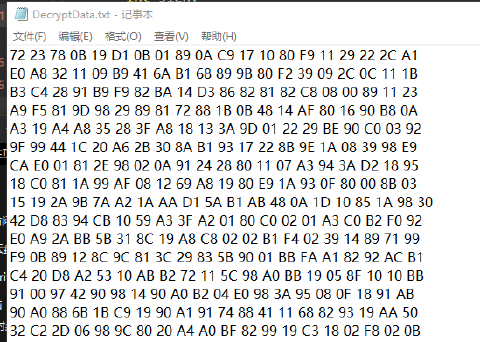 DecryptData.txt - 记事本
文件(F) 编辑(E) 格式(O) 查看(V) 帮助(H)
72 23 78 0B 19 D1 0B 01 89 0A C9 17 10 80 F9 11 29 22 2C A1
E0 A8 32 11 09 B9 41 6A B1 68 89 9B 80 F2 39 09 2C 0C 11 1B
B3 C4 28 91 B9 F9 82 BA 14 D3 86 82 81 82 C8 08 00 89 11 23
A9 F5 81 9D 98 29 89 81 72 88 1B 0B 48 14 AF 80 16 90 B8 0A
A3 19 A4 A8 35 28 3F A8 18 13 3A 9D 01 22 29 BE 90 C0 03 92
9F 99 44 1C 20 A6 2B 30 8A B1 93 17 22 8B 9E 1A 08 39 98 E9
CA E0 01 81 2E 98 02 0A 91 24 28 80 11 07 A3 94 3A D2 18 95
18 C0 81 1A 99 AF 08 12 69 A8 19 80 E9 1A 93 0F 80 00 8B 03
15 19 2A 9B 7A A2 1A AA D1 5A B1 AB 48 0A 1D 10 85 1A 98 30
42 D8 83 94 CB 10 59 A3 3F A2 01 80 C0 02 01 A3 C0 B2 F0 92
E0 A9 2A BB 5B 31 8C 19 A8 C8 02 02 B1 F4 02 39 14 89 71 99
F9 0B 89 12 8C 9C 81 3C 29 83 5B 90 01 BB FA A1 82 92 AC B1
C4 20 D8 A2 53 10 AB B2 72 11 5C 98 A0 BB 19 05 8F 10 10 BB
91 00 97 42 90 98 14 90 A0 B2 04 E0 98 3A 95 08 0F 18 91 AB
90 A0 88 6B 1B C9 19 90 A1 91 74 88 41 11 68 82 93 19 AA 50
32 C2 2D 06 98 9C 80 20 A4 A0 BF 82 99 19 C3 18 02 F8 02 0B